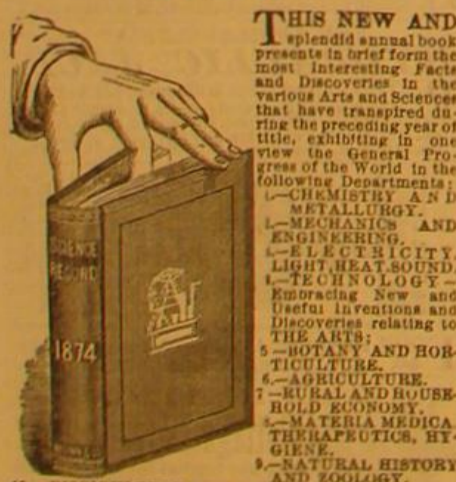 SCIENCE
RECORD
1874
THIS NEW AND
splendid annual book
presents in brief form the
most Interesting Facts
and Discoveries in the
various Arts and Sciences
that have transpired du-
ring the preceding year of
title, exhibiting in one
view the General Pro-
gress of the World in the
following Departments:
1.—CHEMISTRY AND
METALLURGY.
2.—MECHANICS AND
ENGINEERING.
3.—ELECTRICITY,
LIGHT, HEAT, SOUND.
4.—TECHNOLOGY—
Embracing New and
Useful Inventions and
Discoveries relating to
THE ARTS;
5—BOTANY AND HOR-
TICULTURE.
6.—AGRICULTURE.
7—RURAL AND HOUSE-
HOLD ECONOMY.
8.—MATERIA MEDICA,
THERAPEUTICS, HY-
GIENE.
9.—NATURAL HISTORY
AND ZOOLOGY.